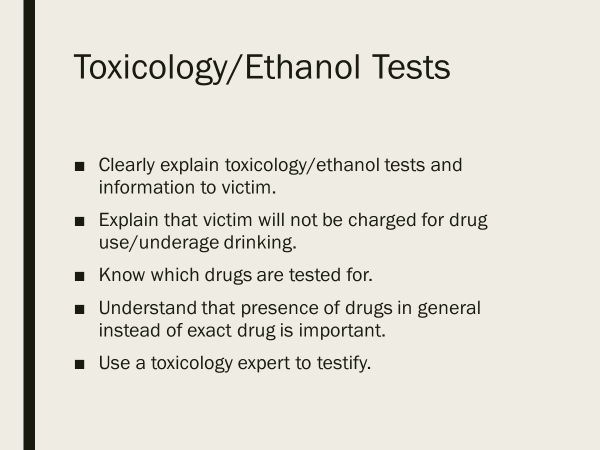 Toxicology/Ethanol Tests
■ Clearly explain toxicology/ethanol tests and
information to victim.
■ Explain that victim will not be charged for drug
use/underage drinking.
■ Know which drugs are tested for.
■ Understand that presence of drugs in general
instead of exact drug is important.
■ Use a toxicology expert to testify.